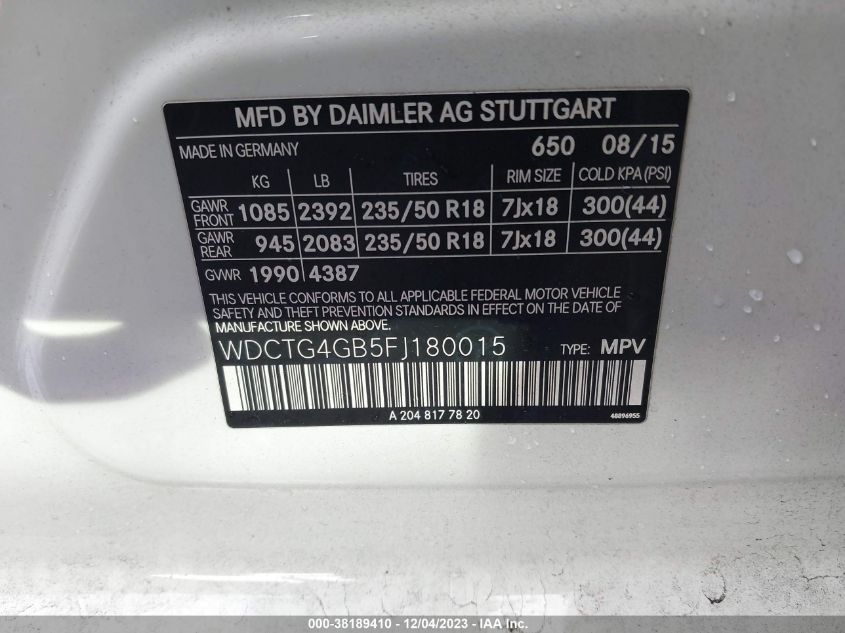 MFD BY DAIMLER AG STUTTGART
MADE IN GERMANY 650 08/15
KG LB TIRES RIM SIZE COLD KPA (PSI)
GAWR FRONT 1085 2392 235/50 R18 7Jx18 300(44)
GAWR REAR 945 2083 235/50 R18 7Jx18 300(44)
GVWR 1990 4387
THIS VEHICLE CONFORMS TO ALL APPLICABLE FEDERAL MOTOR VEHICLE
SAFETY AND THEFT PREVENTION STANDARDS IN EFFECT ON THE DATE OF
MANUFACTURE SHOWN ABOVE.
WDCTG4GB5FJ180015 TYPE: MPV
A 204 817 78 20 48896955
000-38189410 - 12/04/2023 - IAA Inc.